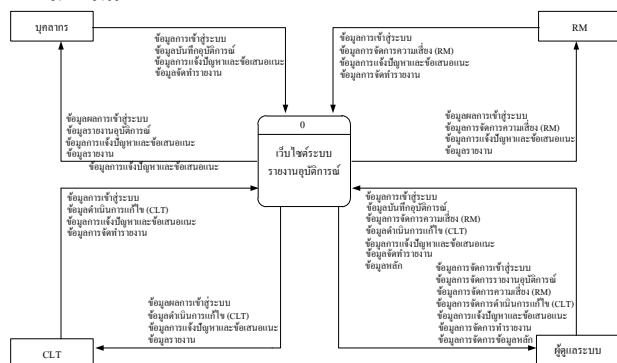 บุคลากร
ข้อมูลการเข้าสู่ระบบ
ข้อมูลบันทึกอุบัติการณ์
ข้อมูลการแจ้งปัญหาและข้อเสนอแนะ
ข้อมูลจัดทำรายงาน
ข้อมูลการเข้าสู่ระบบ
ข้อมูลการจัดการความเสี่ยง (RM)
ข้อมูลการแจ้งปัญหาและข้อเสนอแนะ
ข้อมูลการจัดทำรายงาน
RM
ข้อมูลผลการเข้าสู่ระบบ
ข้อมูลรายงานอุบัติการณ์
ข้อมูลการแจ้งปัญหาและข้อเสนอแนะ
ข้อมูลรายงาน
ข้อมูลการแจ้งปัญหาและข้อเสนอแนะ
0
เว็บไซต์ระบบ
รายงานอุบัติการณ์
ข้อมูลผลการเข้าสู่ระบบ
ข้อมูลการจัดการความเสี่ยง (RM)
ข้อมูลการแจ้งปัญหาและข้อเสนอแนะ
ข้อมูลรายงาน
ข้อมูลการเข้าสู่ระบบ
ข้อมูลดำเนินการแก้ไข (CLT)
ข้อมูลการแจ้งปัญหาและข้อเสนอแนะ
ข้อมูลการจัดทำรายงาน
ข้อมูลการเข้าสู่ระบบ
ข้อมูลบันทึกอุบัติการณ์
ข้อมูลการจัดการความเสี่ยง (RM)
ข้อมูลดำเนินการแก้ไข (CLT)
ข้อมูลการแจ้งปัญหาและข้อเสนอแนะ
ข้อมูลจัดทำรายงาน
ข้อมูลหลัก
ข้อมูลผลการเข้าสู่ระบบ
ข้อมูลดำเนินการแก้ไข (CLT)
ข้อมูลการแจ้งปัญหาและข้อเสนอแนะ
ข้อมูลรายงาน
ข้อมูลการจัดการเข้าสู่ระบบ
ข้อมูลการจัดการรายงานอุบัติการณ์
ข้อมูลการจัดการความเสี่ยง (RM)
ข้อมูลการจัดการดำเนินการแก้ไข (CLT)
ข้อมูลการแจ้งปัญหาและข้อเสนอแนะ
ข้อมูลการจัดการทำรายงาน
ข้อมูลการจัดการข้อมูลหลัก
CLT
ผู้ดูแลระบบ